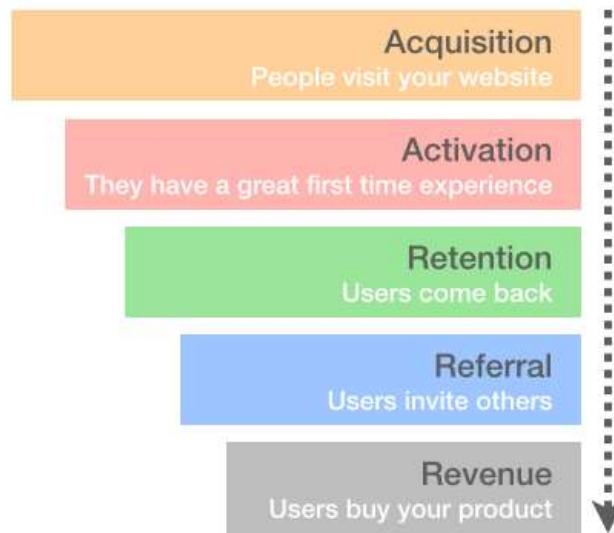 Acquisition
People visit your website
Activation
They have a great first time experience
Retention
Users come back
Referral
Users invite others
Revenue
Users buy your product